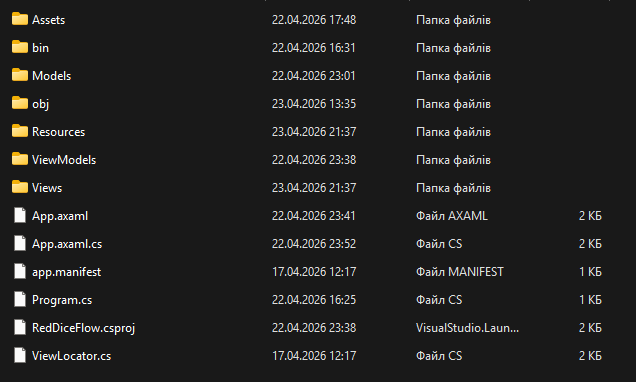 Assets 22.04.2026 17:48 Папка файлів
bin 22.04.2026 16:31 Папка файлів
Models 22.04.2026 23:01 Папка файлів
obj 23.04.2026 13:35 Папка файлів
Resources 23.04.2026 21:37 Папка файлів
ViewModels 22.04.2026 23:38 Папка файлів
Views 23.04.2026 21:37 Папка файлів
App.axaml 22.04.2026 23:41 Файл AXAML 2 КБ
App.axaml.cs 22.04.2026 23:52 Файл CS 2 КБ
app.manifest 17.04.2026 12:17 Файл MANIFEST 1 КБ
Program.cs 22.04.2026 16:25 Файл CS 1 КБ
RedDiceFlow.csproj 22.04.2026 23:38 VisualStudio.Laun... 2 КБ
ViewLocator.cs 17.04.2026 12:17 Файл CS 2 КБ